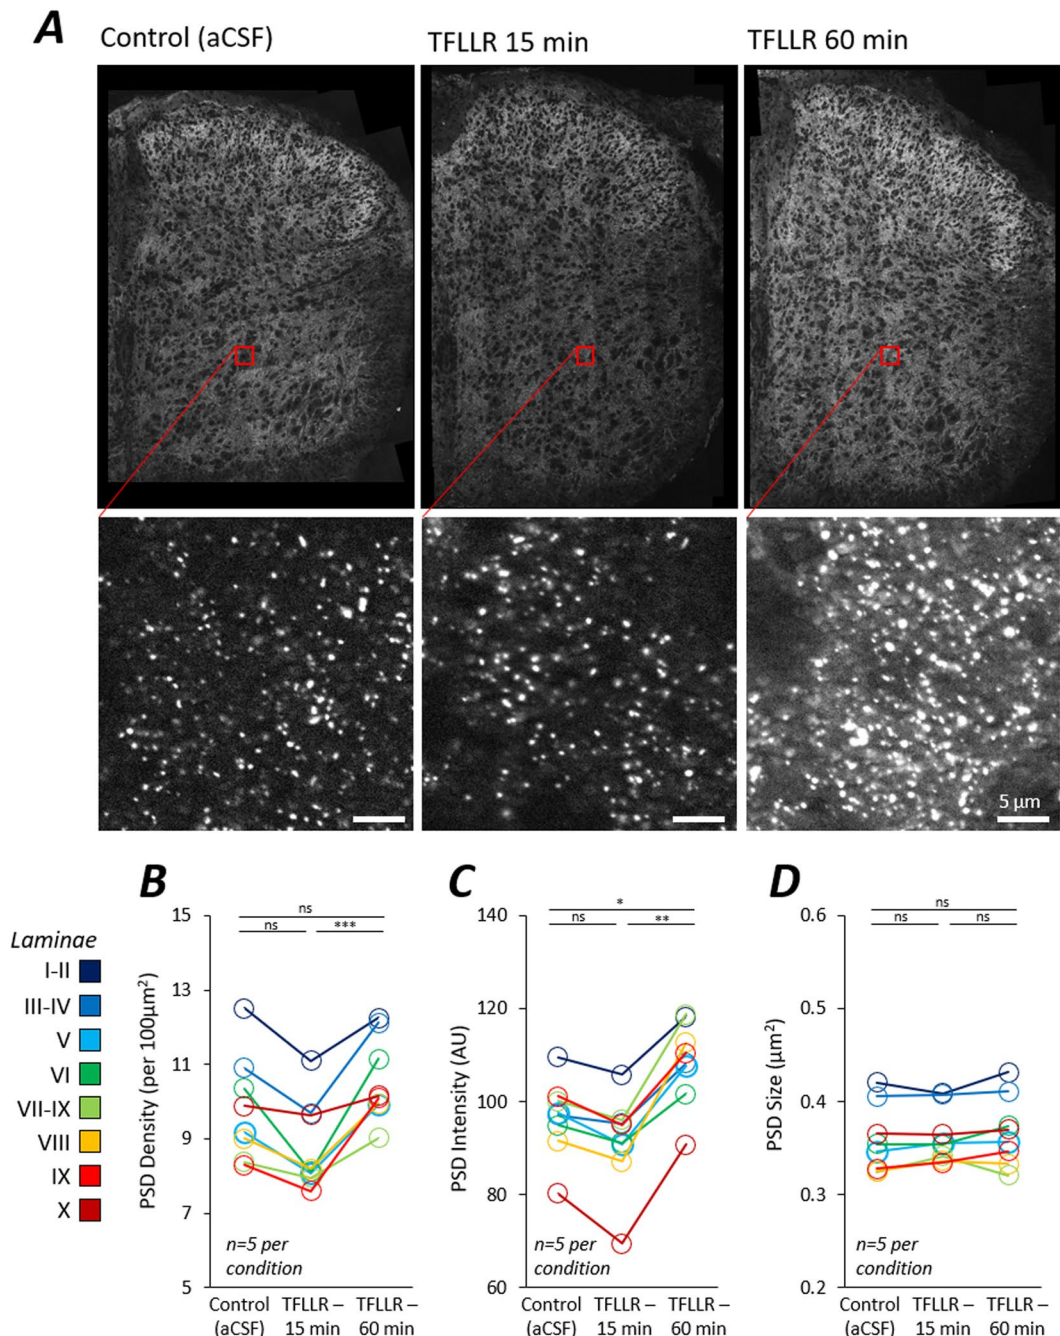 A
Control (aCSF)
TFLLR 15 min
TFLLR 60 min
5 µm
Laminae
I-II
III-IV
V
VI
VII-IX
VIII
IX
X
B
PSD Density (per 100µm²)
15
13
11
9
7
5
ns
ns
***
n=5 per
condition
Control
(aCSF)
TFLLR –
15 min
TFLLR –
60 min
C
PSD Intensity (AU)
140
120
100
80
60
*
ns
**
n=5 per
condition
Control
(aCSF)
TFLLR –
15 min
TFLLR –
60 min
D
PSD Size (µm²)
0.6
0.5
0.4
0.3
0.2
ns
ns
ns
n=5 per
condition
Control
(aCSF)
TFLLR –
15 min
TFLLR –
60 min